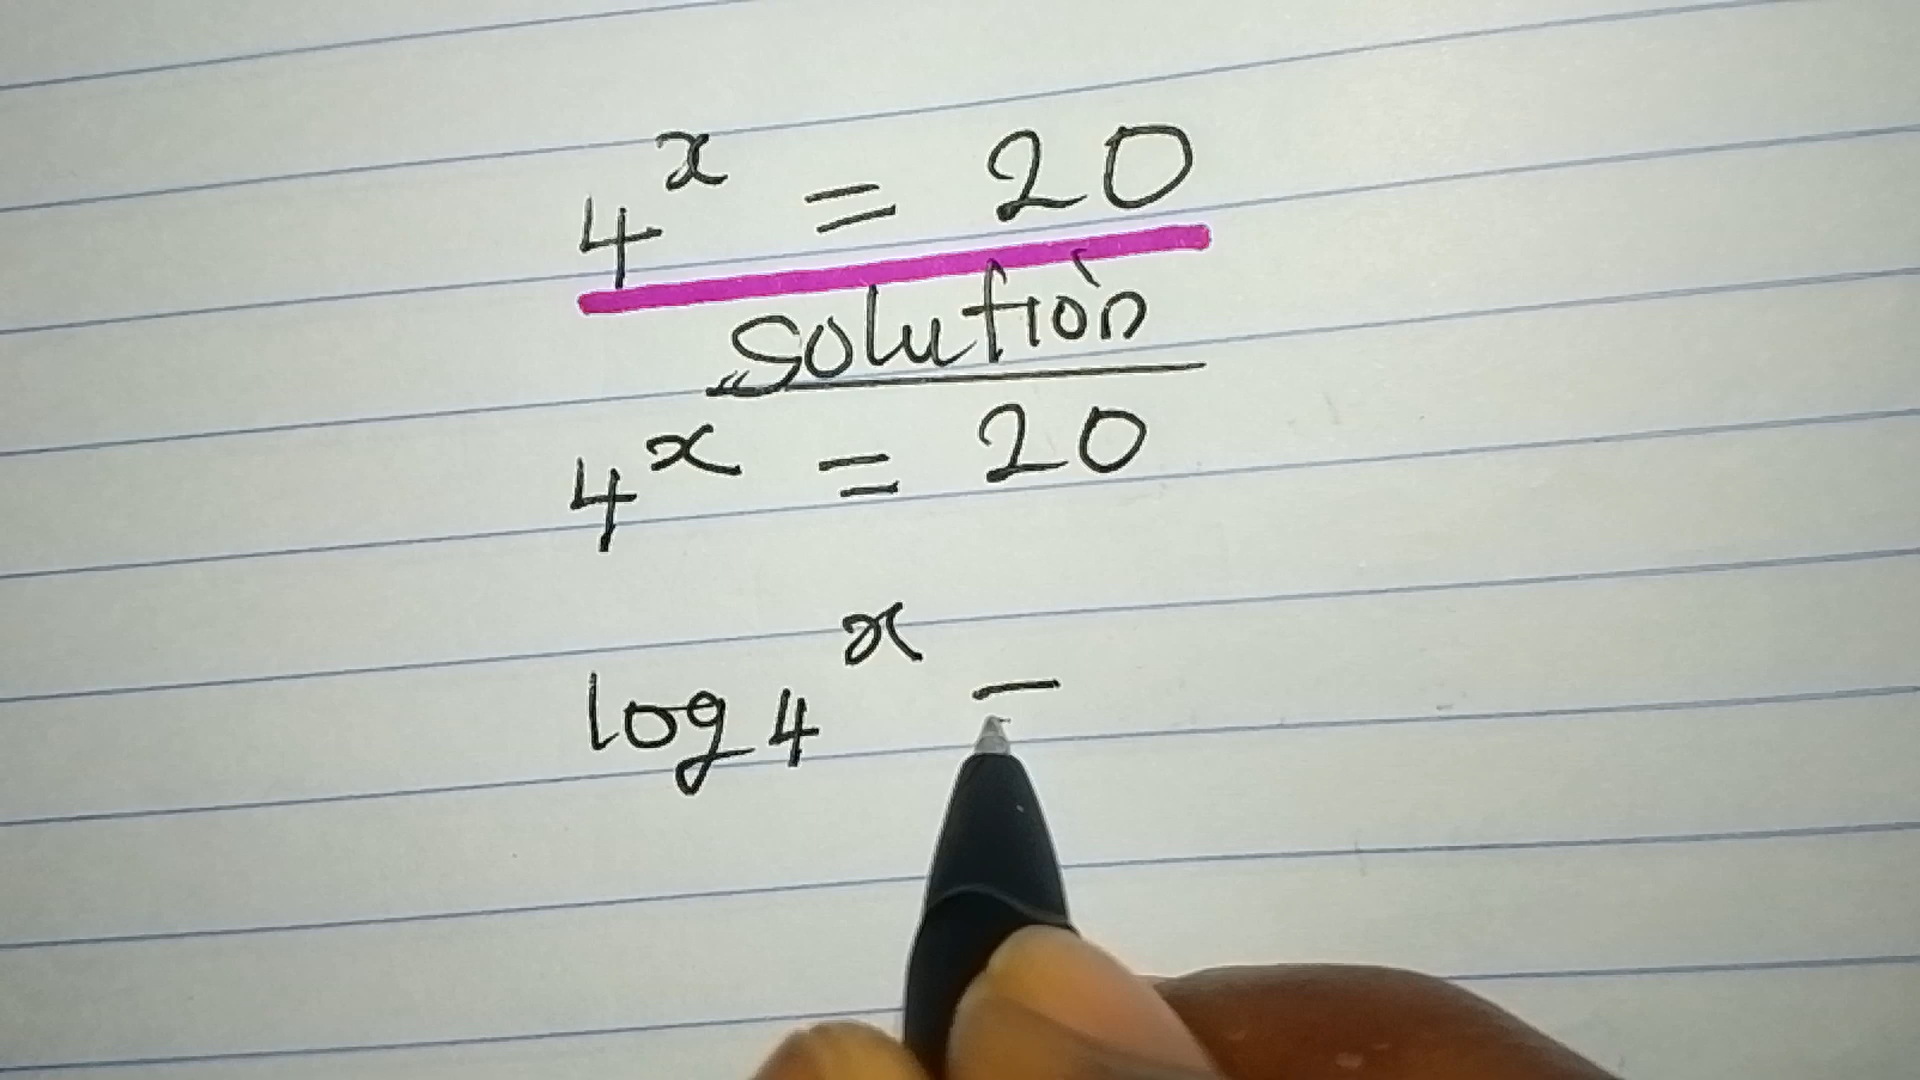 4^x = 20
solution
4^x = 20
log 4^x -